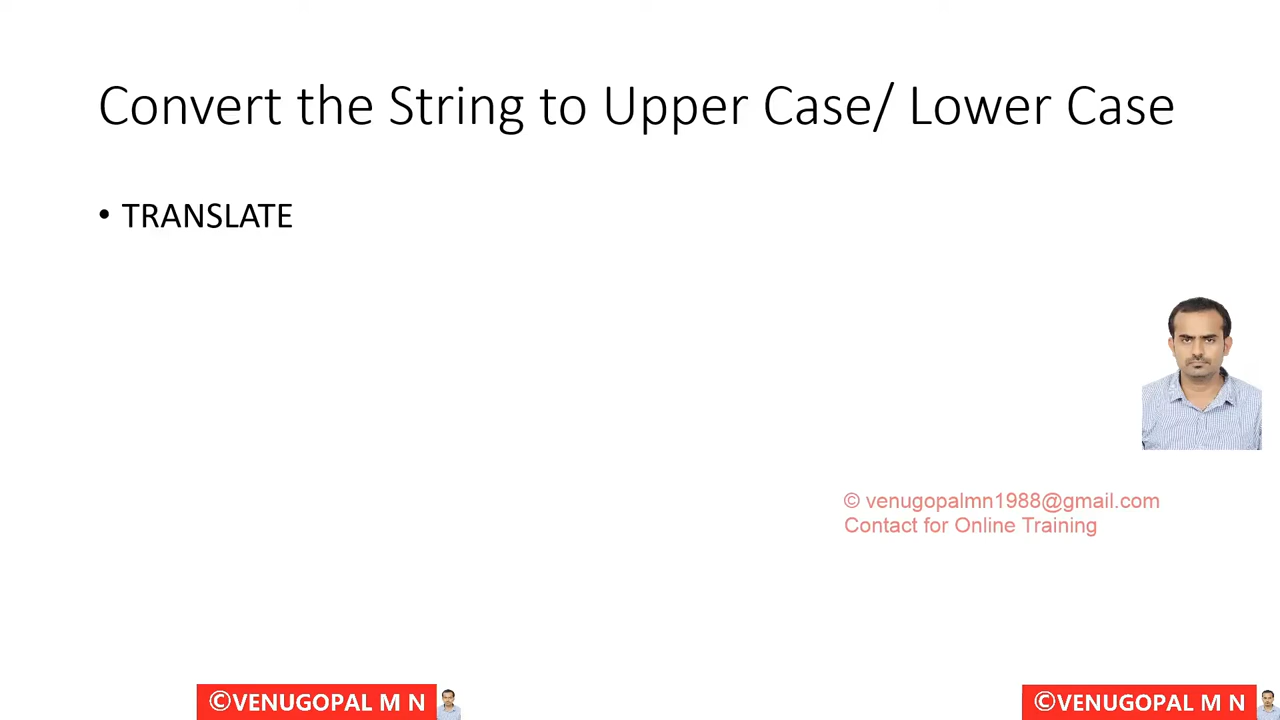 Convert the String to Upper Case/ Lower Case
• TRANSLATE
© venugopalmn1988@gmail.com
Contact for Online Training
©VENUGOPAL M N
©VENUGOPAL M N